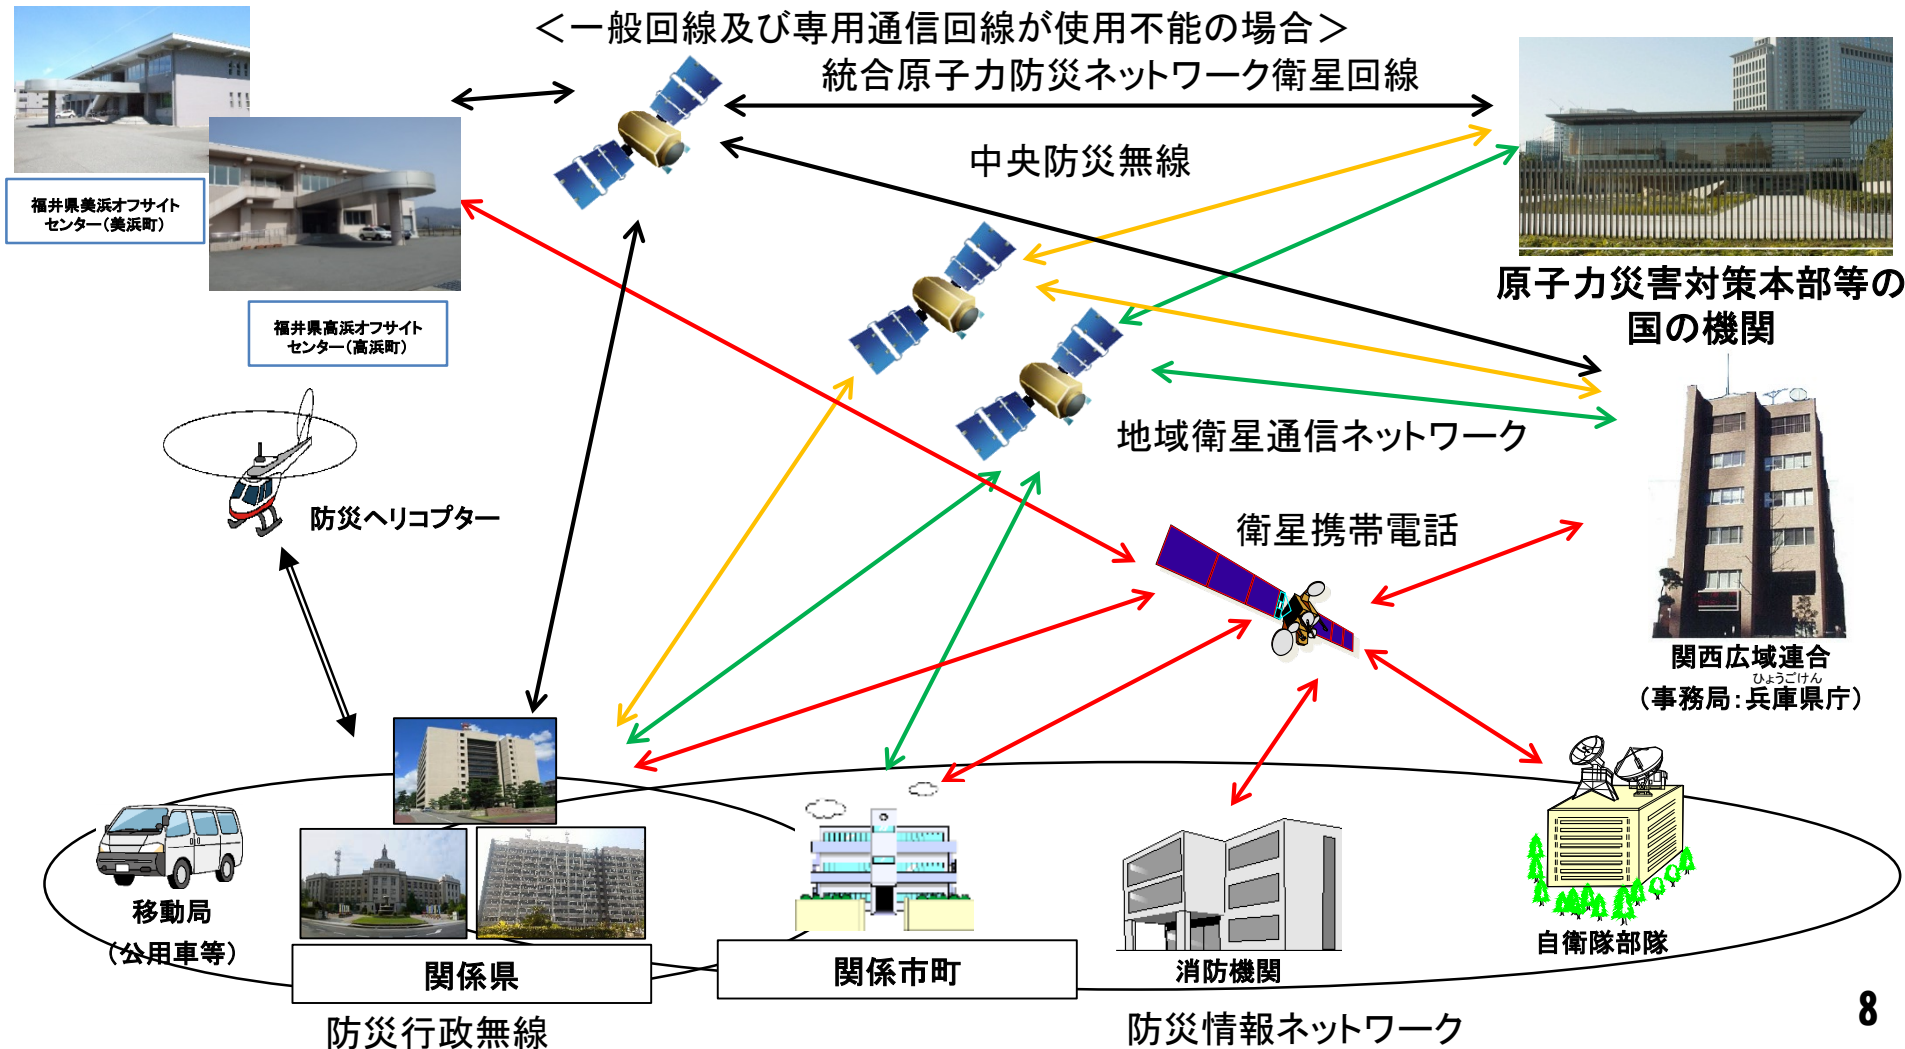 ＜一般回線及び専用通信回線が使用不能の場合＞
統合原子力防災ネットワーク衛星回線
中央防災無線
福井県美浜オフサイト
センター（美浜町）
福井県高浜オフサイト
センター（高浜町）
原子力災害対策本部等の
国の機関
地域衛星通信ネットワーク
防災ヘリコプター
衛星携帯電話
関西広域連合
ひょうごけん
（事務局：兵庫県庁）
移動局
（公用車等）
関係県
関係市町
消防機関
自衛隊部隊
防災行政無線
防災情報ネットワーク
8